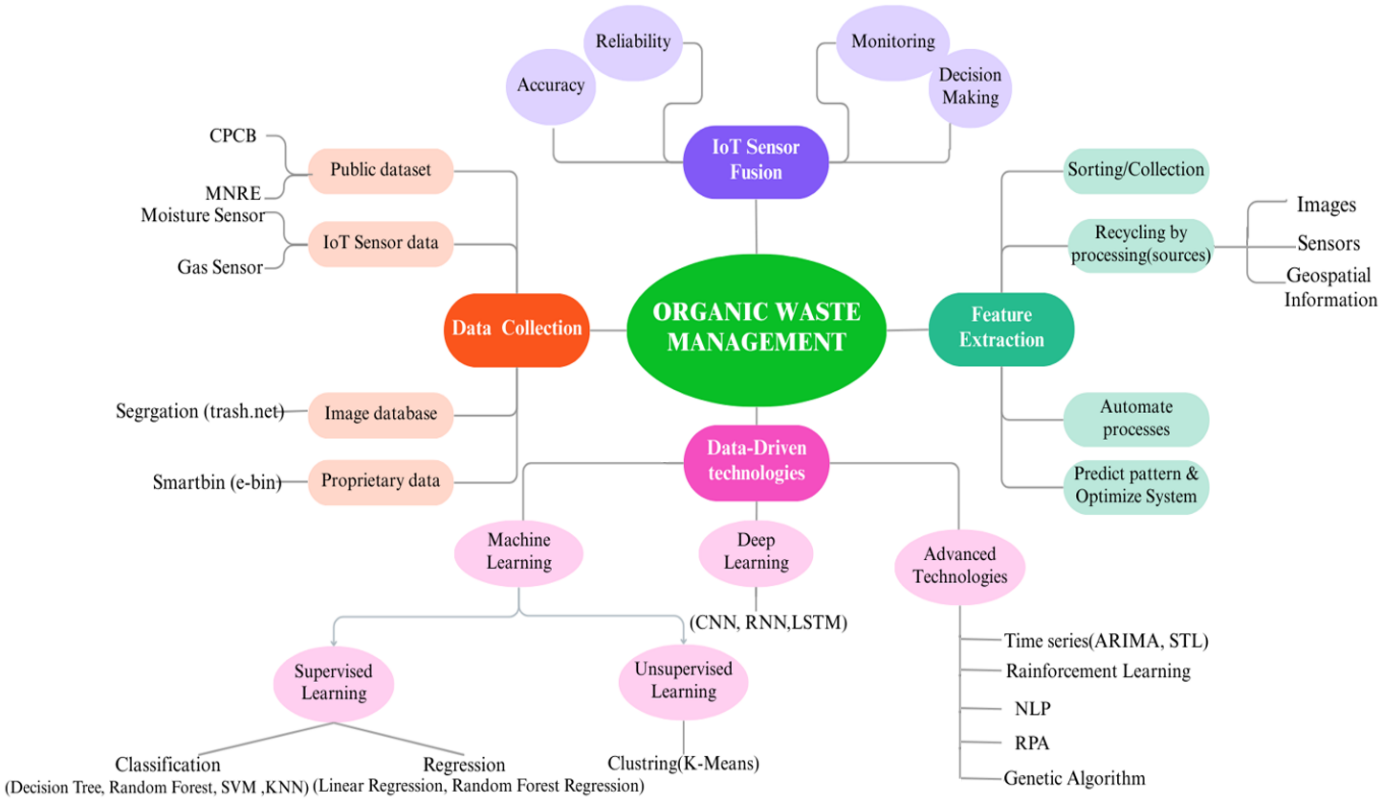 Reliability
Monitoring
Accuracy
Decision
Making
IoT Sensor
Fusion
CPCB
Public dataset
MNRE
Moisture Sensor
IoT Sensor data
Gas Sensor
Sorting/Collection
Recycling by
processing(sources)
Images
Sensors
Geospatial
Information
Data Collection
ORGANIC WASTE
MANAGEMENT
Feature
Extraction
Segrgation (trash.net)
Image database
Smartbin (e-bin)
Proprietary data
Automate
processes
Predict pattern &
Optimize System
Data-Driven
technologies
Machine
Learning
Deep
Learning
(CNN, RNN,LSTM)
Advanced
Technologies
Supervised
Learning
Unsupervised
Learning
Time series(ARIMA, STL)
Rainforcement Learning
NLP
RPA
Genetic Algorithm
Classification
(Decision Tree, Random Forest, SVM ,KNN)
Regression
(Linear Regression, Random Forest Regression)
Clustring(K-Means)